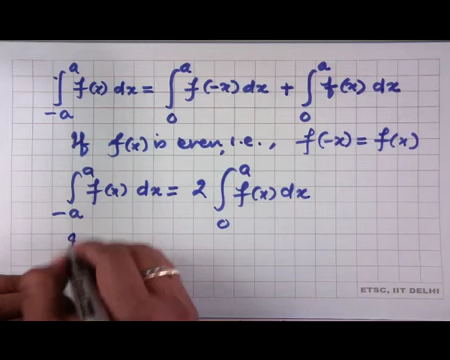 ∫_{-a}^{a} f(x) dx = ∫_{0}^{a} f(-x) dx + ∫_{0}^{a} f(x) dx
If f(x) is even, i.e., f(-x) = f(x)
∫_{-a}^{a} f(x) dx = 2 ∫_{0}^{a} f(x) dx
ETSC, IIT DELHI